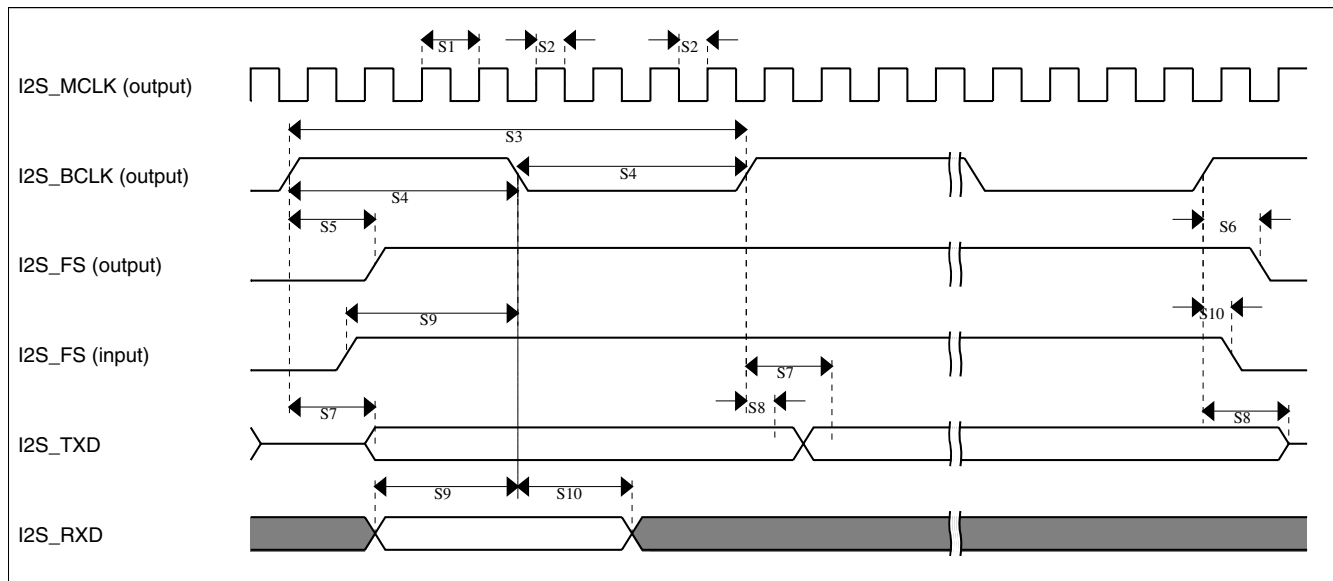 S1 S2 S2
I2S_MCLK (output)
S3
I2S_BCLK (output)
S4
S4
S5 S6
I2S_FS (output)
S9 S10
I2S_FS (input)
S7
S7 S8 S8
I2S_TXD
S9 S10
I2S_RXD